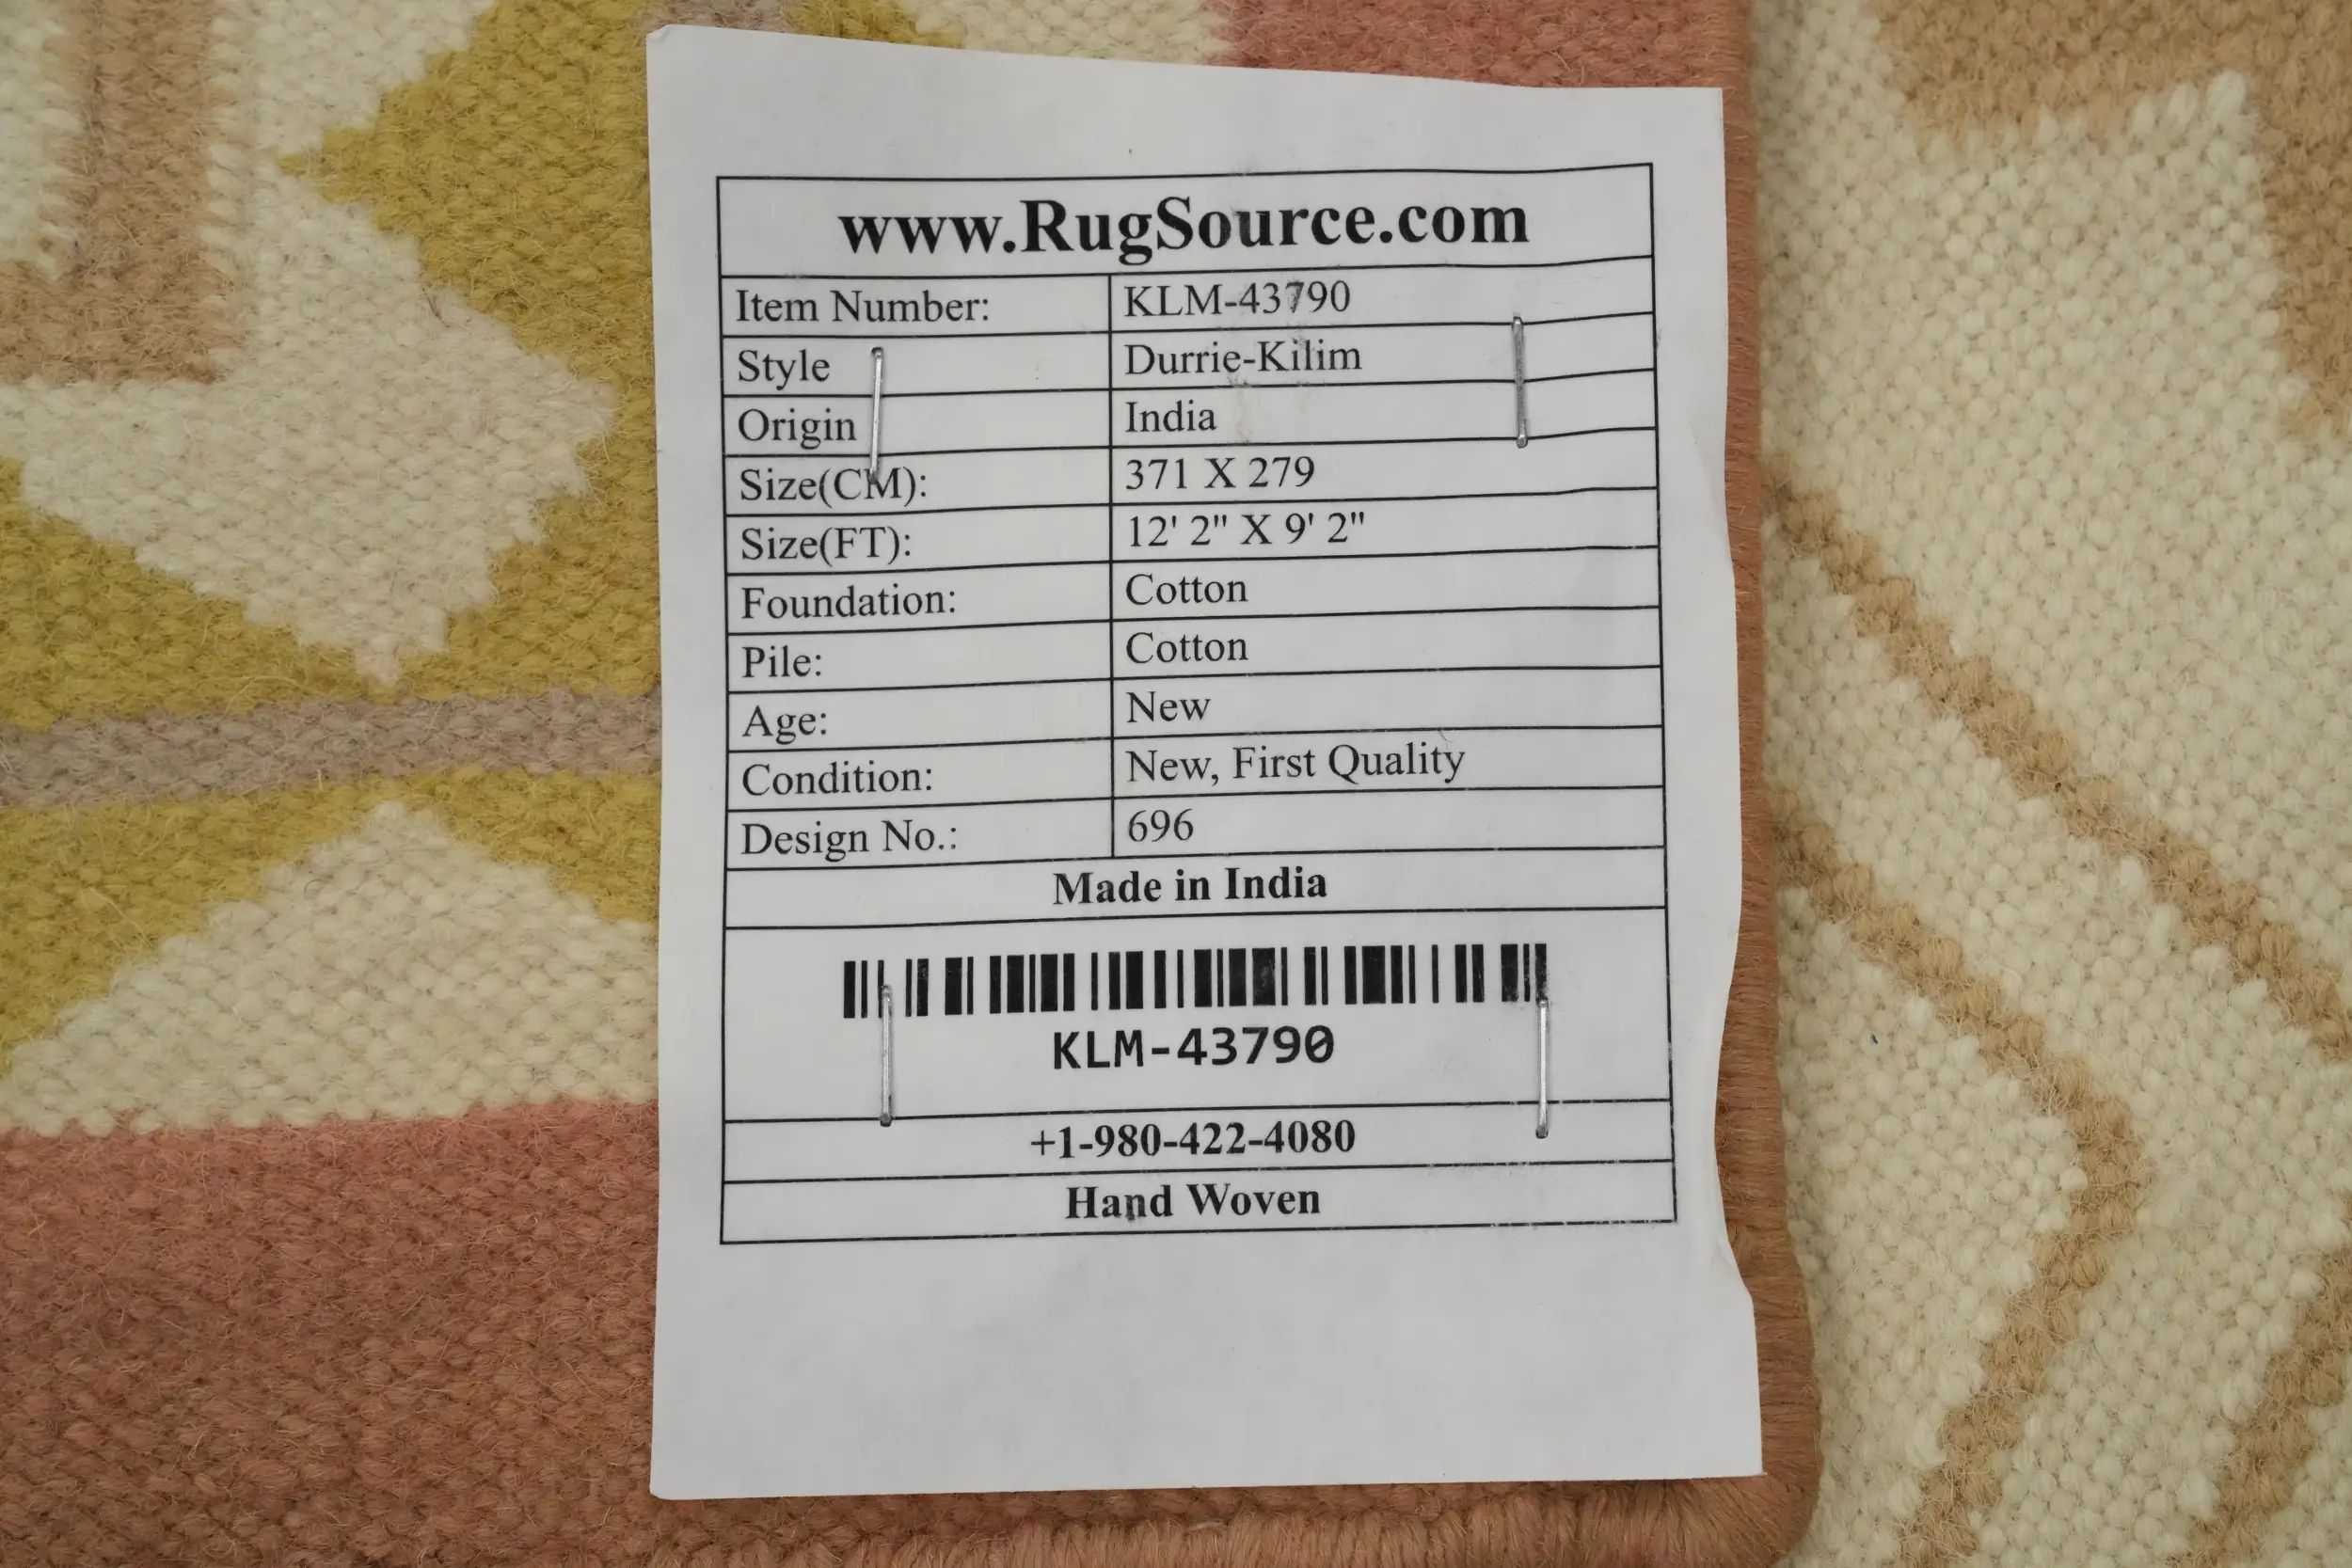 www.RugSource.com
Item Number: KLM-43790
Style Durrie-Kilim
Origin India
Size(CM): 371 X 279
Size(FT): 12' 2" X 9' 2"
Foundation: Cotton
Pile: Cotton
Age: New
Condition: New, First Quality
Design No.: 696
Made in India
KLM-43790
+1-980-422-4080
Hand Woven